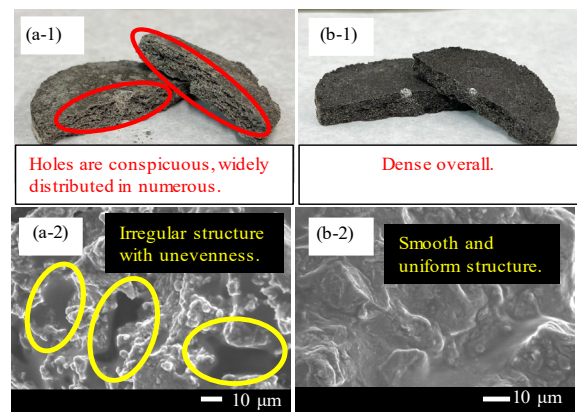 (a-1)
(b-1)
Holes are conspicuous, widely
distributed in numerous.
Dense overall.
(a-2)
Irregular structure
with unevenness.
(b-2)
Smooth and
uniform structure.
10 μm
10 μm